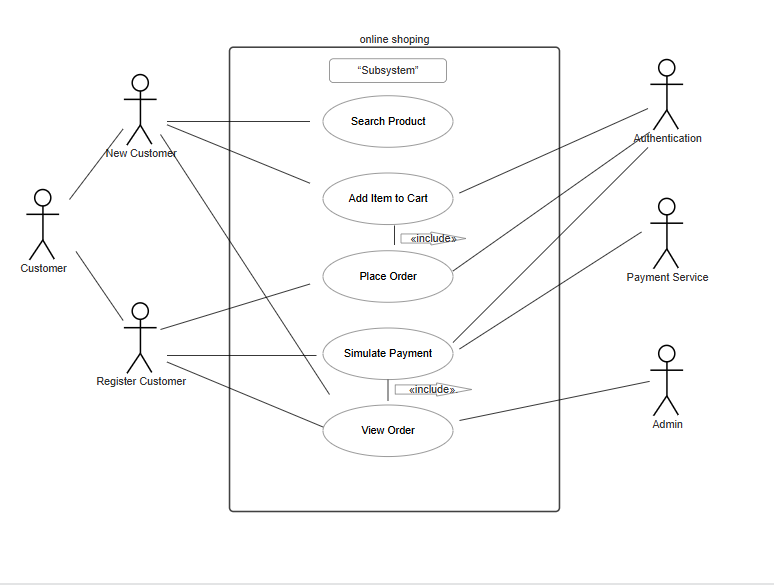 online shoping
“Subsystem”
Search Product
New Customer
Authentication
Add Item to Cart
«include»
Customer
Place Order
Payment Service
Simulate Payment
Register Customer
«include»
View Order
Admin